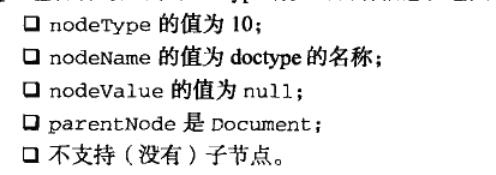 ❑ nodeType 的值为 10；
❑ nodeName 的值为 doctype 的名称；
❑ nodeValue 的值为 null；
❑ parentNode 是 Document；
❑ 不支持（没有）子节点。